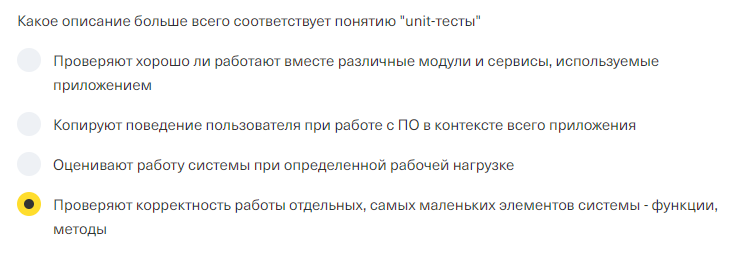 Какое описание больше всего соответствует понятию "unit-тесты"
Проверяют хорошо ли работают вместе различные модули и сервисы, используемые
приложением
Копируют поведение пользователя при работе с ПО в контексте всего приложения
Оценивают работу системы при определенной рабочей нагрузке
Проверяют корректность работы отдельных, самых маленьких элементов системы - функции,
методы